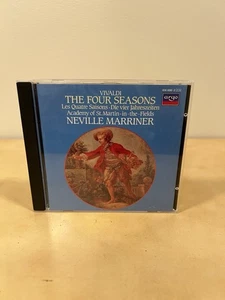 VIVALDI
THE FOUR SEASONS
Les Quatre Saisons · Die vier Jahreszeiten
Academy of St. Martin-in-the-Fields
NEVILLE MARRINER